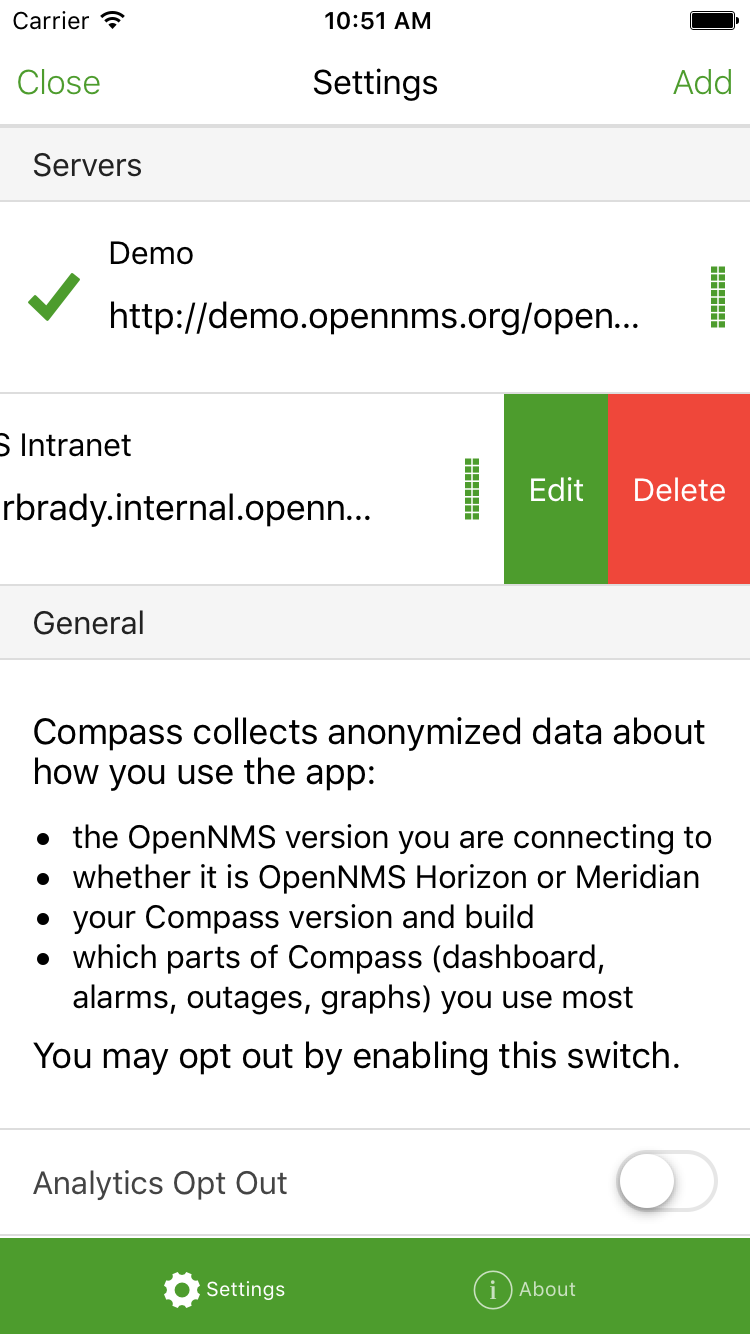 Carrier 10:51 AM
Close Settings Add
Servers
Demo
http://demo.opennms.org/open...
S Intranet
rbrady.internal.openn...
Edit Delete
General
Compass collects anonymized data about
how you use the app:
• the OpenNMS version you are connecting to
• whether it is OpenNMS Horizon or Meridian
• your Compass version and build
• which parts of Compass (dashboard,
alarms, outages, graphs) you use most
You may opt out by enabling this switch.
Analytics Opt Out
Settings About